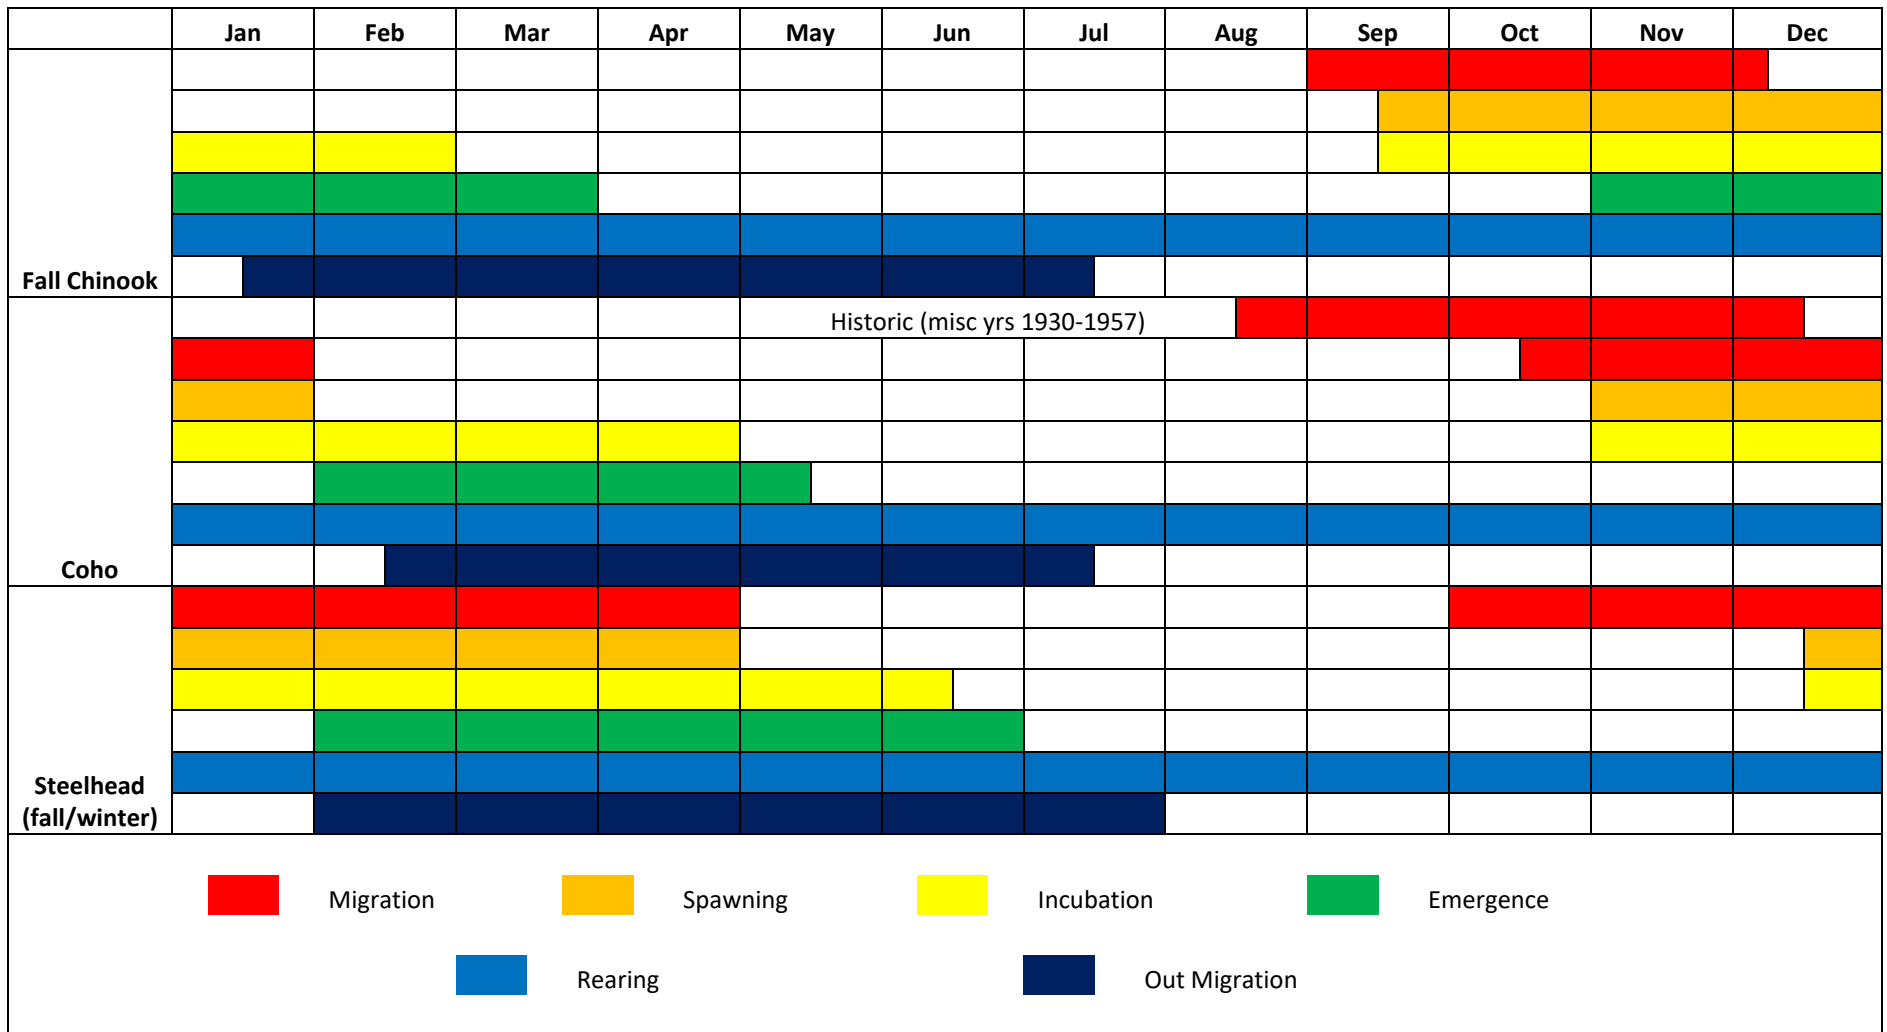 Jan Feb Mar Apr May Jun Jul Aug Sep Oct Nov Dec
Fall Chinook
Historic (misc yrs 1930-1957)
Coho
Steelhead
(fall/winter)
Migration Spawning Incubation Emergence
Rearing Out Migration